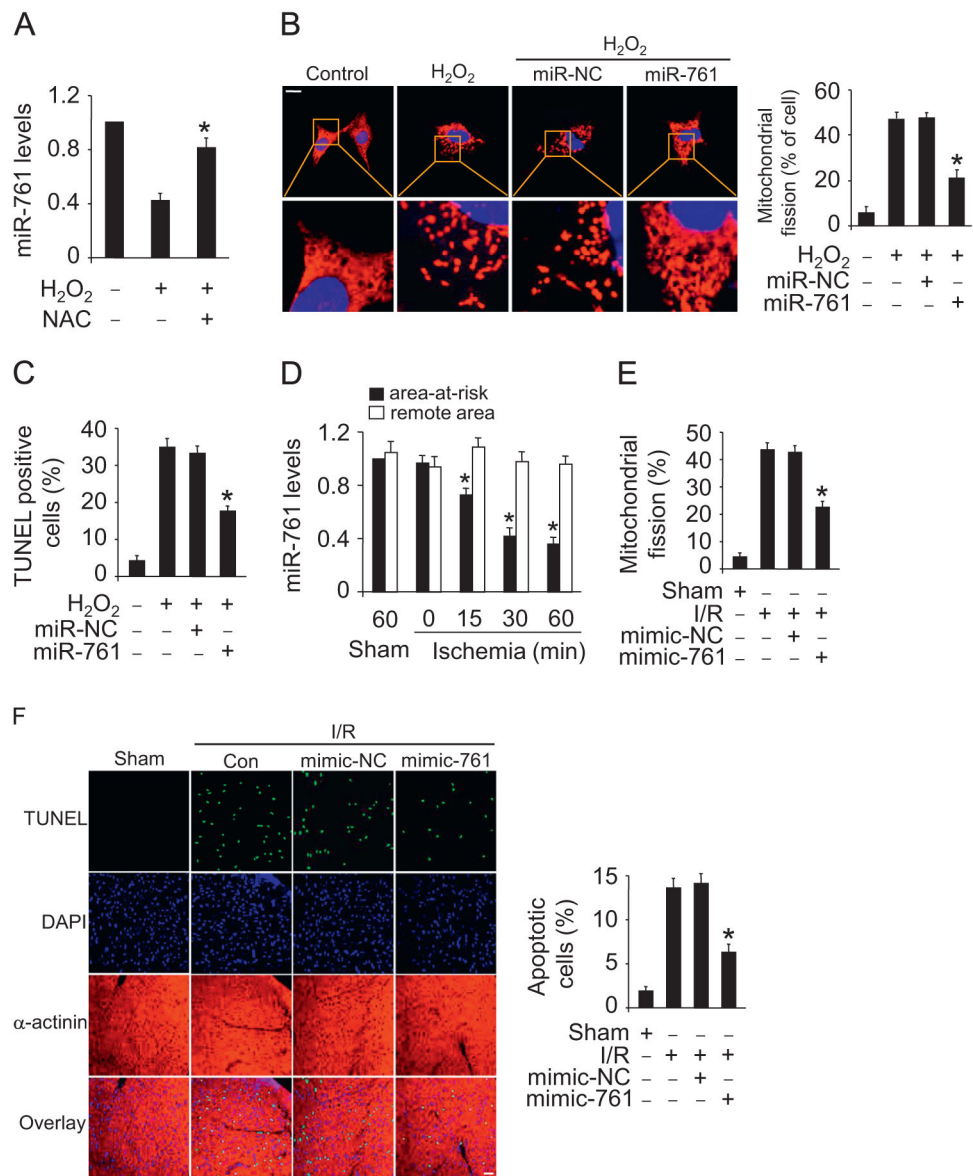 A
miR-761 levels
1.2
0.8
0.4
0
H₂O₂ – + +
NAC – – +
B
H₂O₂
Control H₂O₂ miR-NC miR-761
Mitochondrial
fission (% of cell)
60
40
20
0
*
H₂O₂ – + + +
miR-NC – – + –
miR-761 – – – +
C
TUNEL positive
cells (%)
40
30
20
10
0
*
H₂O₂ – + + +
miR-NC – – + –
miR-761 – – – +
D
area-at-risk
remote area
miR-761 levels
1.2
0.8
0.4
0
* * *
60 0 15 30 60
Sham Ischemia (min)
E
Mitochondrial
fission (%)
50
40
30
20
10
0
*
Sham + – – –
I/R – + + +
mimic-NC – – + –
mimic-761 – – – +
F
I/R
Sham Con mimic-NC mimic-761
TUNEL
DAPI
α-actinin
Overlay
Apoptotic
cells (%)
15
10
5
0
*
Sham + – – –
I/R – + + +
mimic-NC – – + –
mimic-761 – – – +